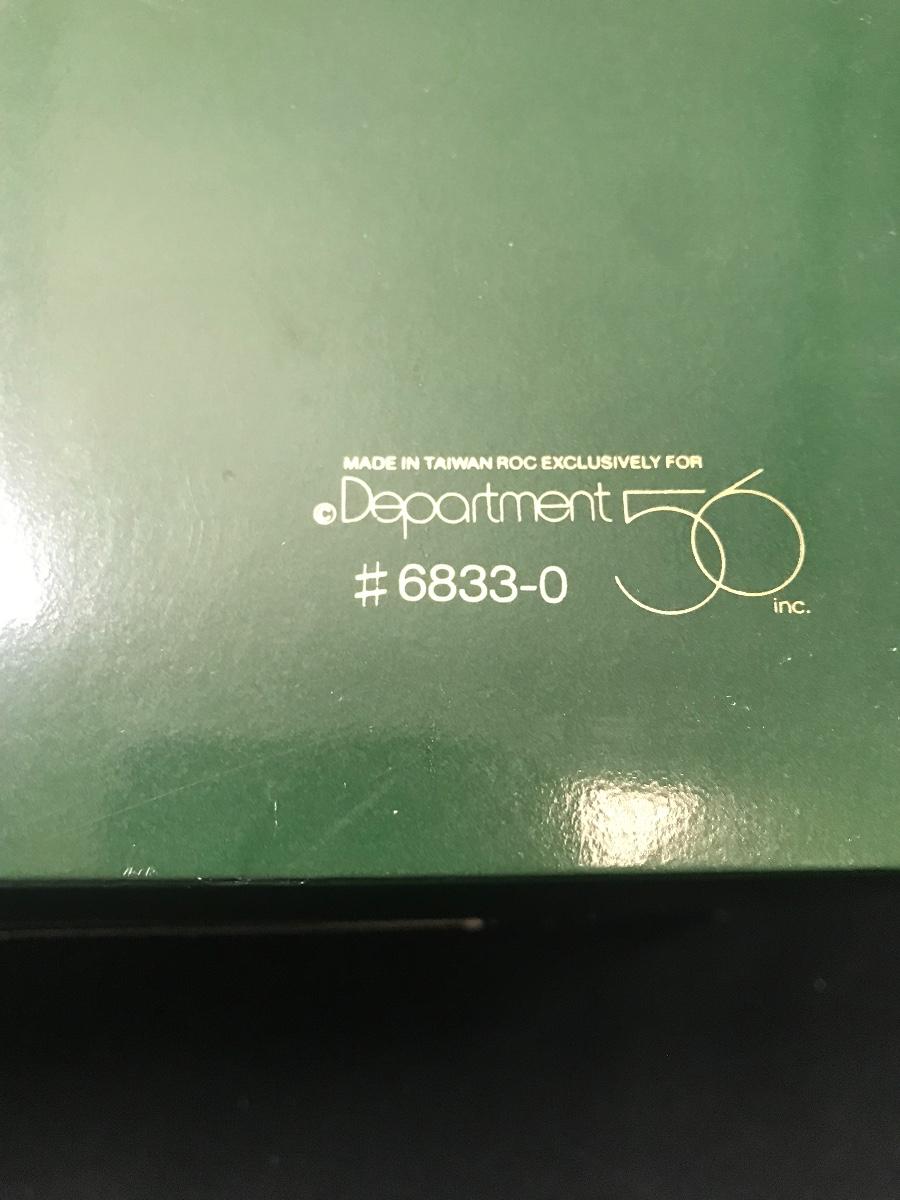 MADE IN TAIWAN ROC EXCLUSIVELY FOR
©Department 56
inc.
#6833-0